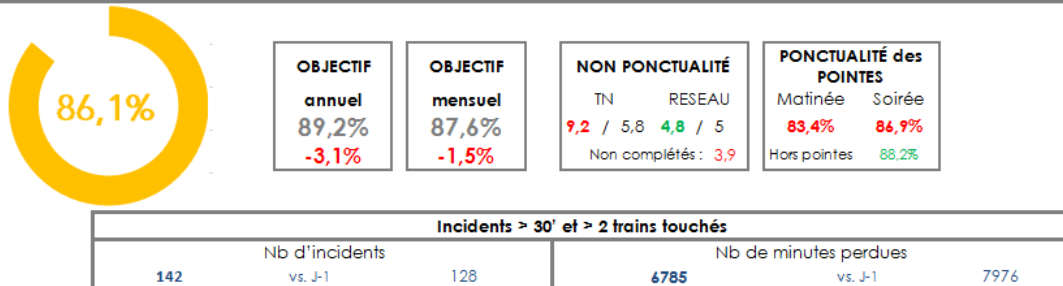 86,1%
OBJECTIF
annuel
89,2%
-3,1%
OBJECTIF
mensuel
87,6%
-1,5%
NON PONCTUALITÉ
TN RESEAU
9,2 / 5,8 4,8 / 5
Non complétés : 3,9
PONCTUALITÉ des
POINTES
Matinée Soirée
83,4% 86,9%
Hors pointes 88,2%
Incidents > 30' et > 2 trains touchés
Nb d'incidents Nb de minutes perdues
142 vs. J-1 128 6785 vs. J-1 7976